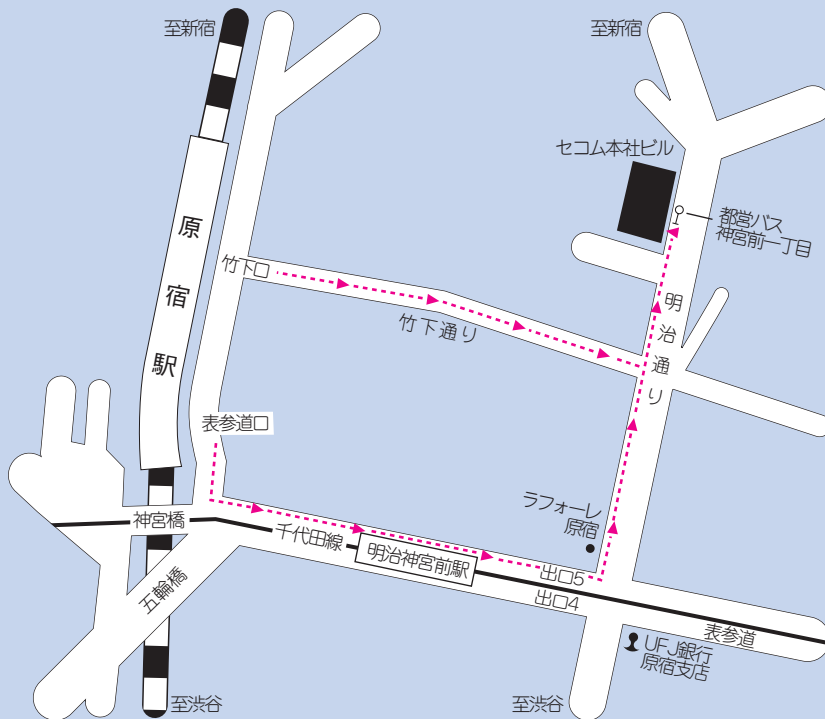 至新宿
至新宿
セコム本社ビル
都営バス
神宮前一丁目
原宿駅
竹下口
竹下通り
明治通り
表参道口
ラフォーレ
原宿
神宮橋
千代田線
明治神宮前駅
出口5
出口4
五輪橋
表参道
UFJ銀行
原宿支店
至渋谷
至渋谷